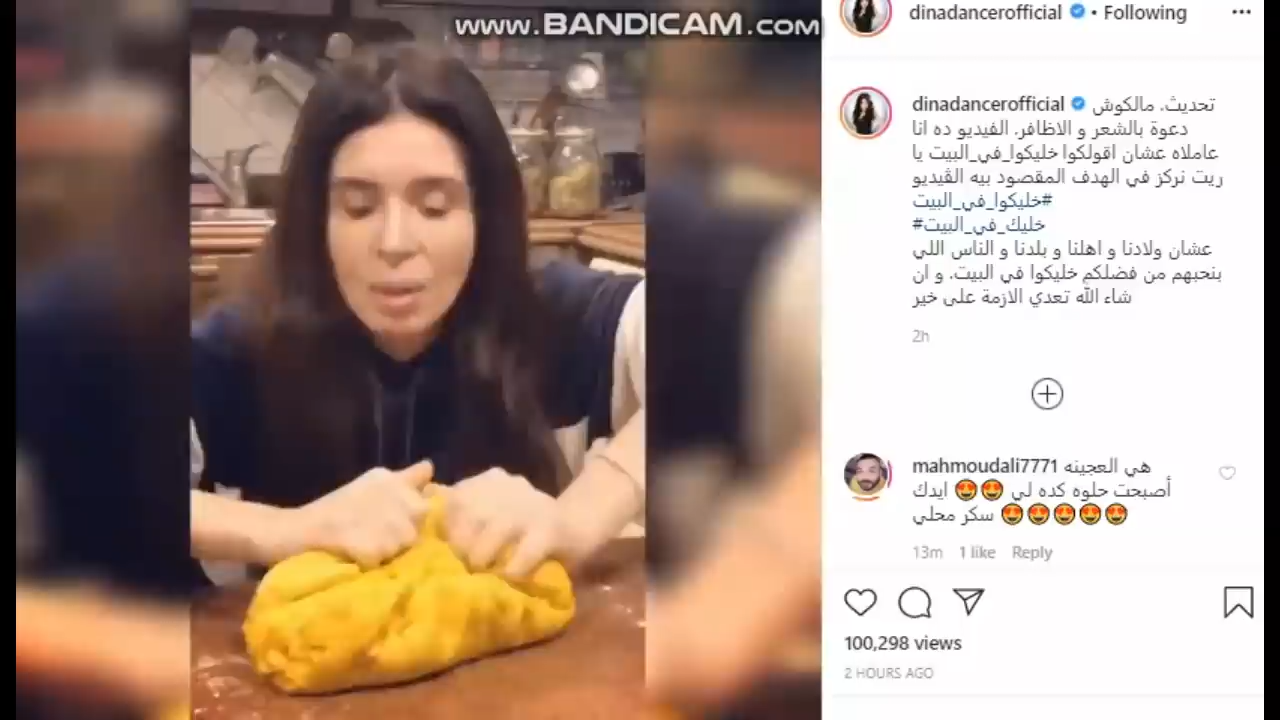 WWW.BANDICAM.COM
dinadancerofficial • Following
dinadancerofficial تحديث. مالكوش
دعوة بالشعر و الاظافر. الفيديو ده انا
عاملاه عشان اقولكوا خليكوا_في_البيت يا
ريت نركز في الهدف المقصود بيه الڤيديو
#خليكوا_في_البيت
#خليك_في_البيت
عشان ولادنا و اهلنا و بلدنا و الناس اللي
بنحبهم من فضلكم خليكوا في البيت. و ان
شاء الله تعدي الازمة على خير
2h
mahmoudali7771 هي العجينه
أصبحت حلوه كده لي 😍😍 ايدك
سكر محلي 😍😍😍😍😍
13m 1 like Reply
100,298 views
2 HOURS AGO